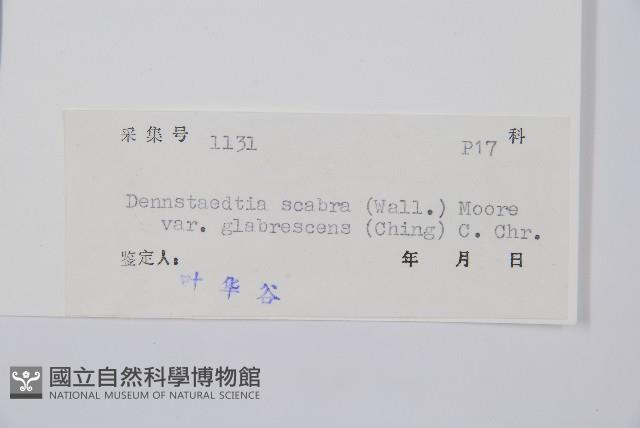 采集号 1131 P17 科
Dennstaedtia scabra (Wall.) Moore
var. glabrescens (Ching) C. Chr.
鉴定人: 年 月 日
叶华谷
國立自然科學博物館
NATIONAL MUSEUM OF NATURAL SCIENCE